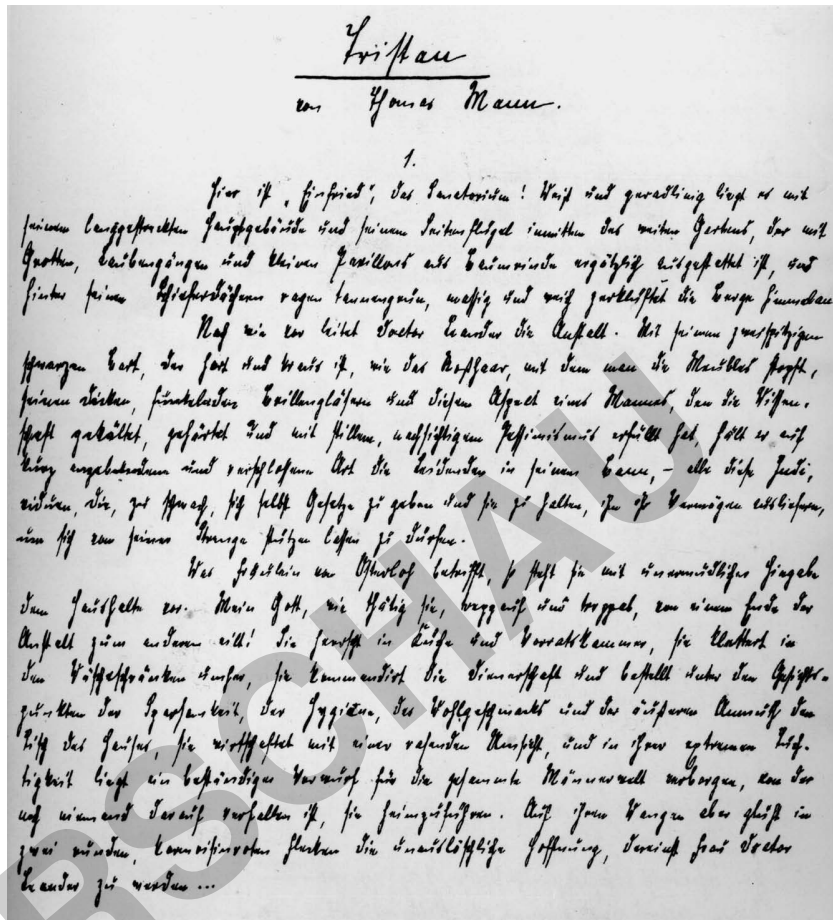 Tristan
von Thomas Mann.
1.
Hier ist „Einfried“, das Sanatorium! Weiß und geradlinig liegt es mit
seinem langgestreckten Hauptgebäude und seinem Seitenflügel inmitten des weiten Gartens, der mit
Grotten, Laubengängen und kleinen Pavillons aus Baumrinde ergötzlich ausgestattet ist, und
hinter seinen Schieferdächern ragen tannengrün, massig und weich zerklüftet die Berge himmelan
Nach wie vor leitet Doctor Leander die Anstalt. Mit seinem zweispitzigen
schwarzen Bart, der hart und kraus ist, wie das Roßhaar, mit dem man die Meubles stopft,
seinen dicken, funkelnden Brillengläsern und diesem Aspekt eines Mannes, den die Wissen-
schaft gekältet, gehärtet und mit stillem, nachsichtigem Pessimismus erfüllt hat, hält er auf
kurz angebundene und verschlossene Art die Leidenden in seinem Bann, – alle diese Indi-
viduen, die, zu schwach, sich selbst Gesetze zu geben und sie zu halten, ihm ihr Vermögen ausliefern,
um sich von seiner Strenge stützen lassen zu dürfen.
Was Fräulein von Osterloh betrifft, so steht sie mit unermüdlicher Hingabe
dem Haushalte vor. Mein Gott, wie thätig sie, treppauf und treppab, von einem Ende der
Anstalt zum anderen eilt! Sie herrscht in Küche und Vorratskammer, sie klettert in
den Wäscheschränken umher, sie kommandirt die Dienerschaft und bestellt unter den Gesichts-
punkten der Sparsamkeit, der Hygiene, des Wohlgeschmacks und der äußeren Anmuth den
Tisch des Hauses, sie wirtschaftet mit einer rasenden Umsicht, und in ihrer extremen Tüch-
tigkeit liegt ein beständiger Vorwurf für die gesammte Männerwelt verborgen, von der
noch niemand darauf verfallen ist, sie heimzuführen. Auf ihren Wangen aber glüht in
zwei runden, karmoisinroten Flecken die unauslöschliche Hoffnung, dereinst Frau Doctor
Leander zu werden ...
RSCHAU